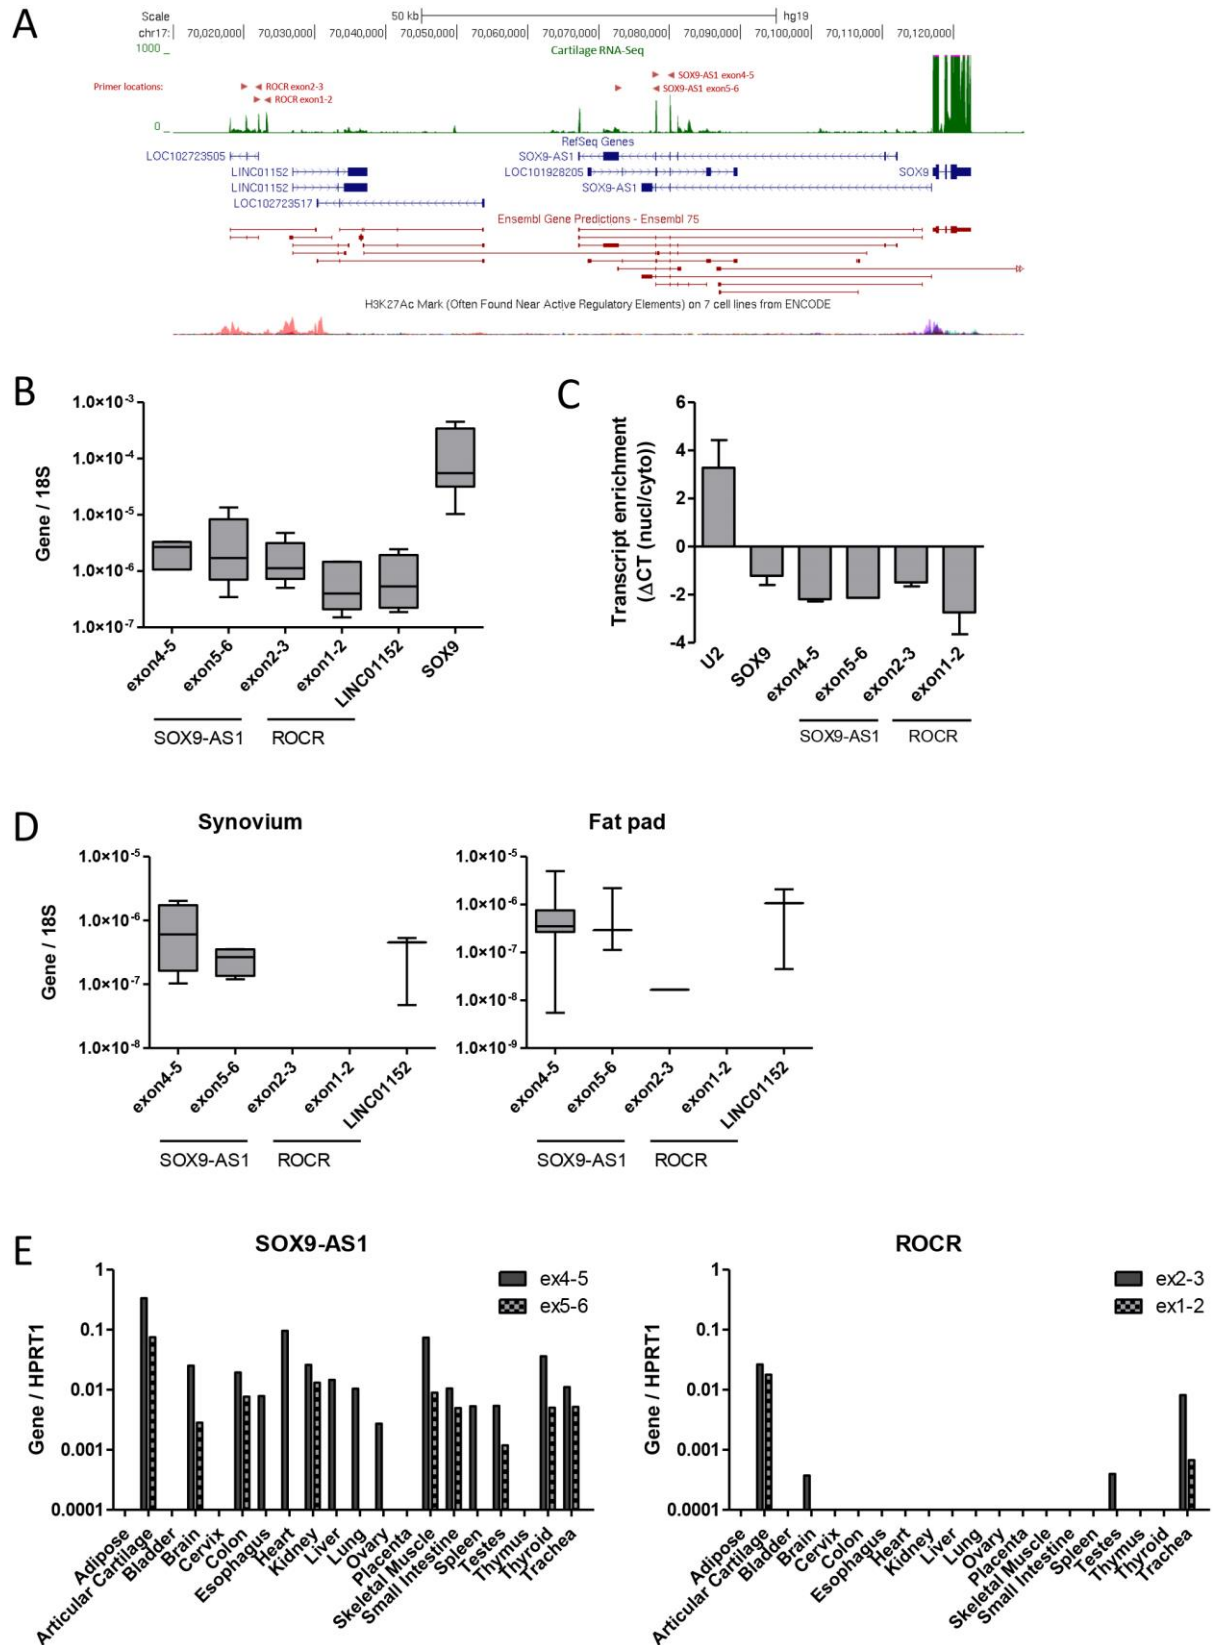 A
Scale 50 kb hg19
chr17: 70,020,000 70,030,000 70,040,000 70,050,000 70,060,000 70,070,000 70,080,000 70,090,000 70,100,000 70,110,000 70,120,000
1000 Cartilage RNA-Seq
SOX9-AS1 exon4-5
Primer locations: ROCR exon2-3 SOX9-AS1 exon5-6
ROCR exon1-2
0
RefSeq Genes
LOC102723505 SOX9-AS1
LINC01152 LOC101928205 SOX9
LINC01152 SOX9-AS1
LOC102723517
Ensembl Gene Predictions - Ensembl 75
H3K27Ac Mark (Often Found Near Active Regulatory Elements) on 7 cell lines from ENCODE
B
Gene / 18S
1.0×10-3
1.0×10-4
1.0×10-5
1.0×10-6
1.0×10-7
exon4-5 exon5-6 exon2-3 exon1-2 LINC01152 SOX9
SOX9-AS1 ROCR
C
Transcript enrichment
(ΔCT (nucl/cyto))
6
4
2
0
-2
-4
U2 SOX9 exon4-5 exon5-6 exon2-3 exon1-2
SOX9-AS1 ROCR
D
Synovium
Gene / 18S
1.0×10-5
1.0×10-6
1.0×10-7
1.0×10-8
exon4-5 exon5-6 exon2-3 exon1-2 LINC01152
SOX9-AS1 ROCR
Fat pad
1.0×10-5
1.0×10-6
1.0×10-7
1.0×10-8
1.0×10-9
exon4-5 exon5-6 exon2-3 exon1-2 LINC01152
SOX9-AS1 ROCR
E
SOX9-AS1
ex4-5
ex5-6
Gene / HPRT1
1
0.1
0.01
0.001
0.0001
Adipose
Articular Cartilage
Bladder
Brain
Cervix
Colon
Esophagus
Heart
Kidney
Liver
Lung
Ovary
Placenta
Skeletal Muscle
Small Intestine
Spleen
Testes
Thymus
Thyroid
Trachea
ROCR
ex2-3
ex1-2
Gene / HPRT1
1
0.1
0.01
0.001
0.0001
Adipose
Articular Cartilage
Bladder
Brain
Cervix
Colon
Esophagus
Heart
Kidney
Liver
Lung
Ovary
Placenta
Skeletal Muscle
Small Intestine
Spleen
Testes
Thymus
Thyroid
Trachea